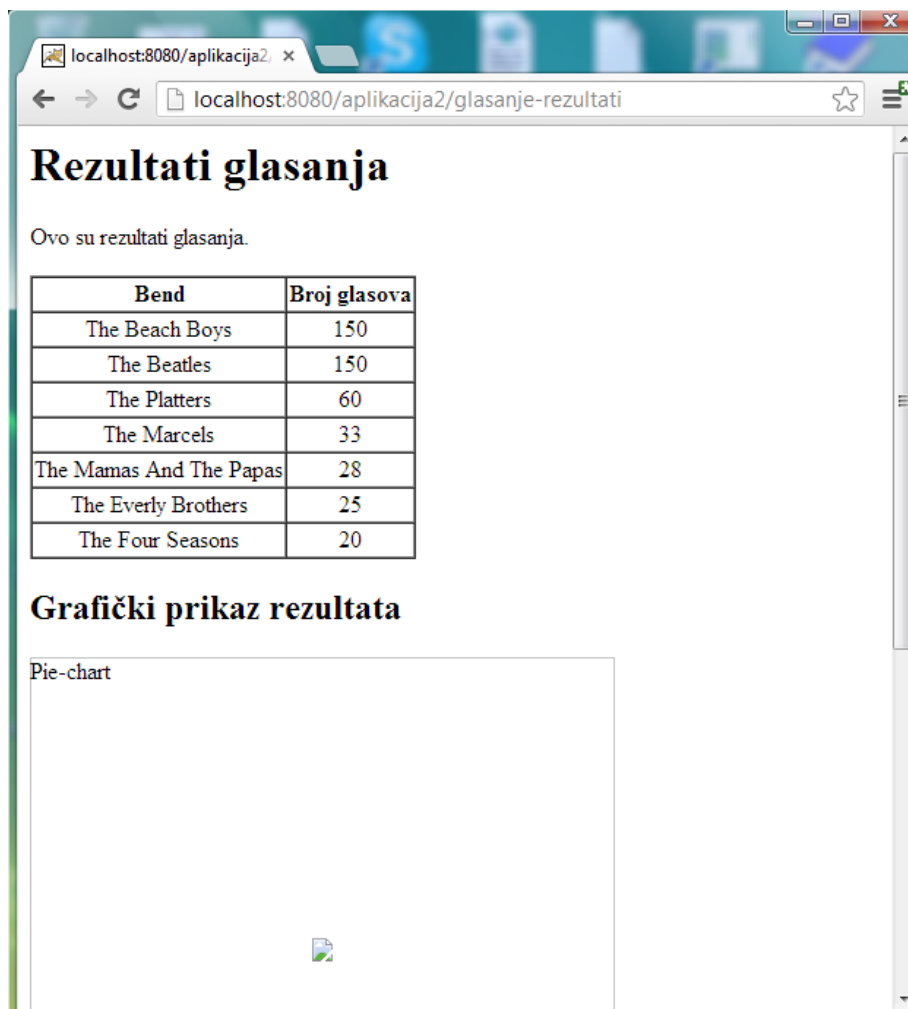 localhost:8080/aplikacija2,
localhost:8080/aplikacija2/glasanje-rezultati
Rezultati glasanja
Ovo su rezultati glasanja.
Bend Broj glasova
The Beach Boys 150
The Beatles 150
The Platters 60
The Marcels 33
The Mamas And The Papas 28
The Everly Brothers 25
The Four Seasons 20
Grafički prikaz rezultata
Pie-chart